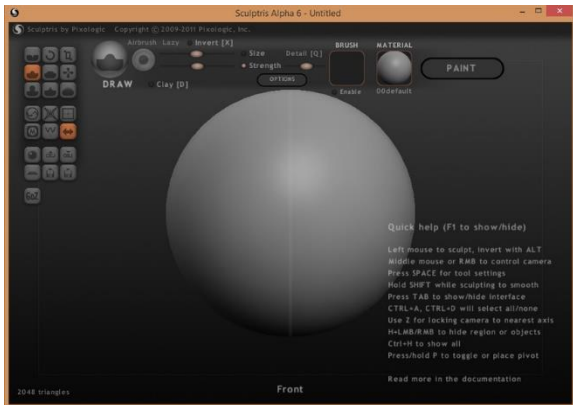 Sculptris Alpha 6 - Untitled
Sculptris by Pixologic Copyright © 2009-2011 Pixologic, Inc.
Airbrush Lazy Invert [X]
Size Detail [Q]
Strength
BRUSH
MATERIAL
PAINT
DRAW
Clay [D]
OPTIONS
Enable
00default
GoZ
Quick help (F1 to show/hide)
Left mouse to sculpt, invert with ALT
Middle mouse or RMB to control camera
Press SPACE for tool settings
Hold SHIFT while sculpting to smooth
Press TAB to show/hide interface
CTRL+A, CTRL+D will select all/none
Use Z for locking camera to nearest axis
H+LMB/RMB to hide region or objects
Ctrl+H to show all
Press/hold P to toggle or place pivot
Read more in the documentation
2048 triangles
Front